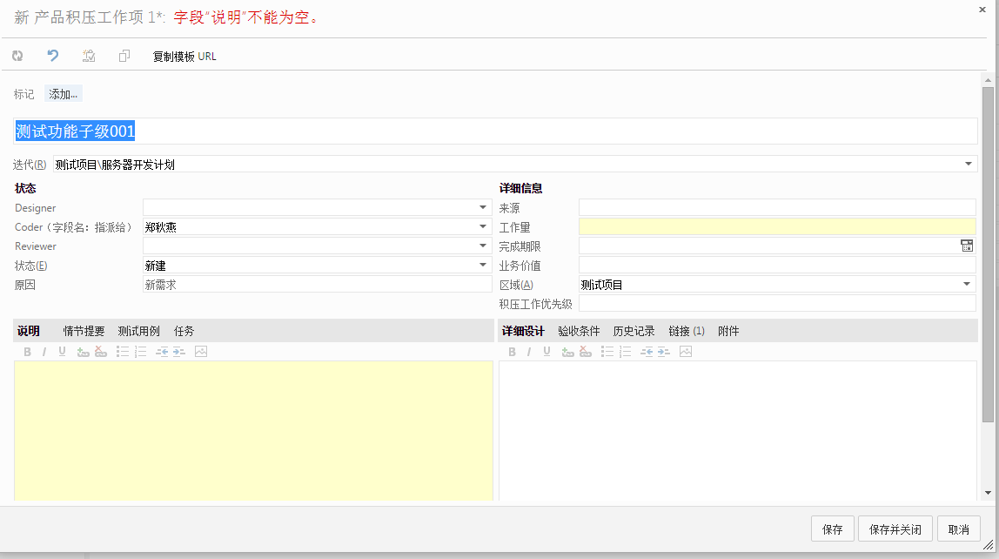 新 产品积压工作项 1*: 字段“说明”不能为空。
复制模板 URL
标记 添加...
测试功能子级001
迭代(R) 测试项目\服务器开发计划
状态
Designer
Coder（字段名：指派给） 郑秋燕
Reviewer
状态(E) 新建
原因 新需求
详细信息
来源
工作量
完成期限
业务价值
区域(A) 测试项目
积压工作优先级
说明 情节提要 测试用例 任务
B I U
详细设计 验收条件 历史记录 链接 (1) 附件
B I U
保存 保存并关闭 取消